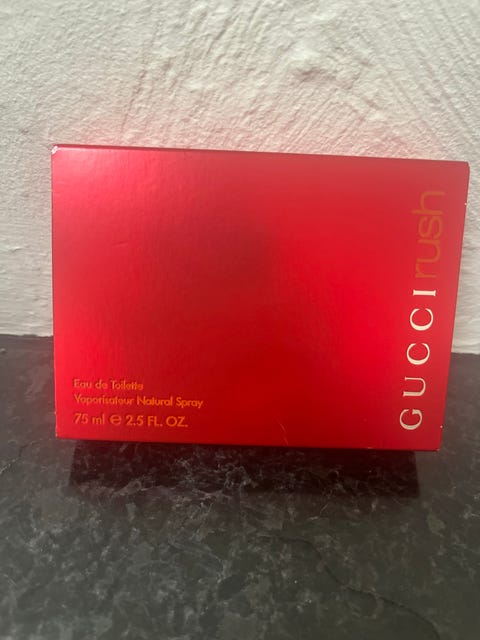 GUCCI rush
Eau de Toilette
Vaporisateur Natural Spray
75 ml ℮ 2.5 FL. OZ.